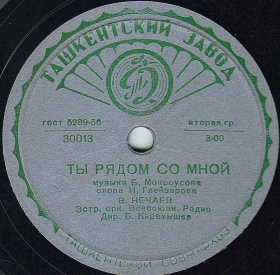 ТАШКЕНТСКИЙ ЗАВОД
гост 5289-56
вторая гр.
30013
3-00
ТЫ РЯДОМ СО МНОЙ
музыка Б. Мокроусова
слова Н. Глейзарова
В. НЕЧАЕВ
Эстр. орк. Всесоюзн. Радио
Дир. Б. Карамышев
ТАШКЕНТСКИЙ СОВНАРХОЗ